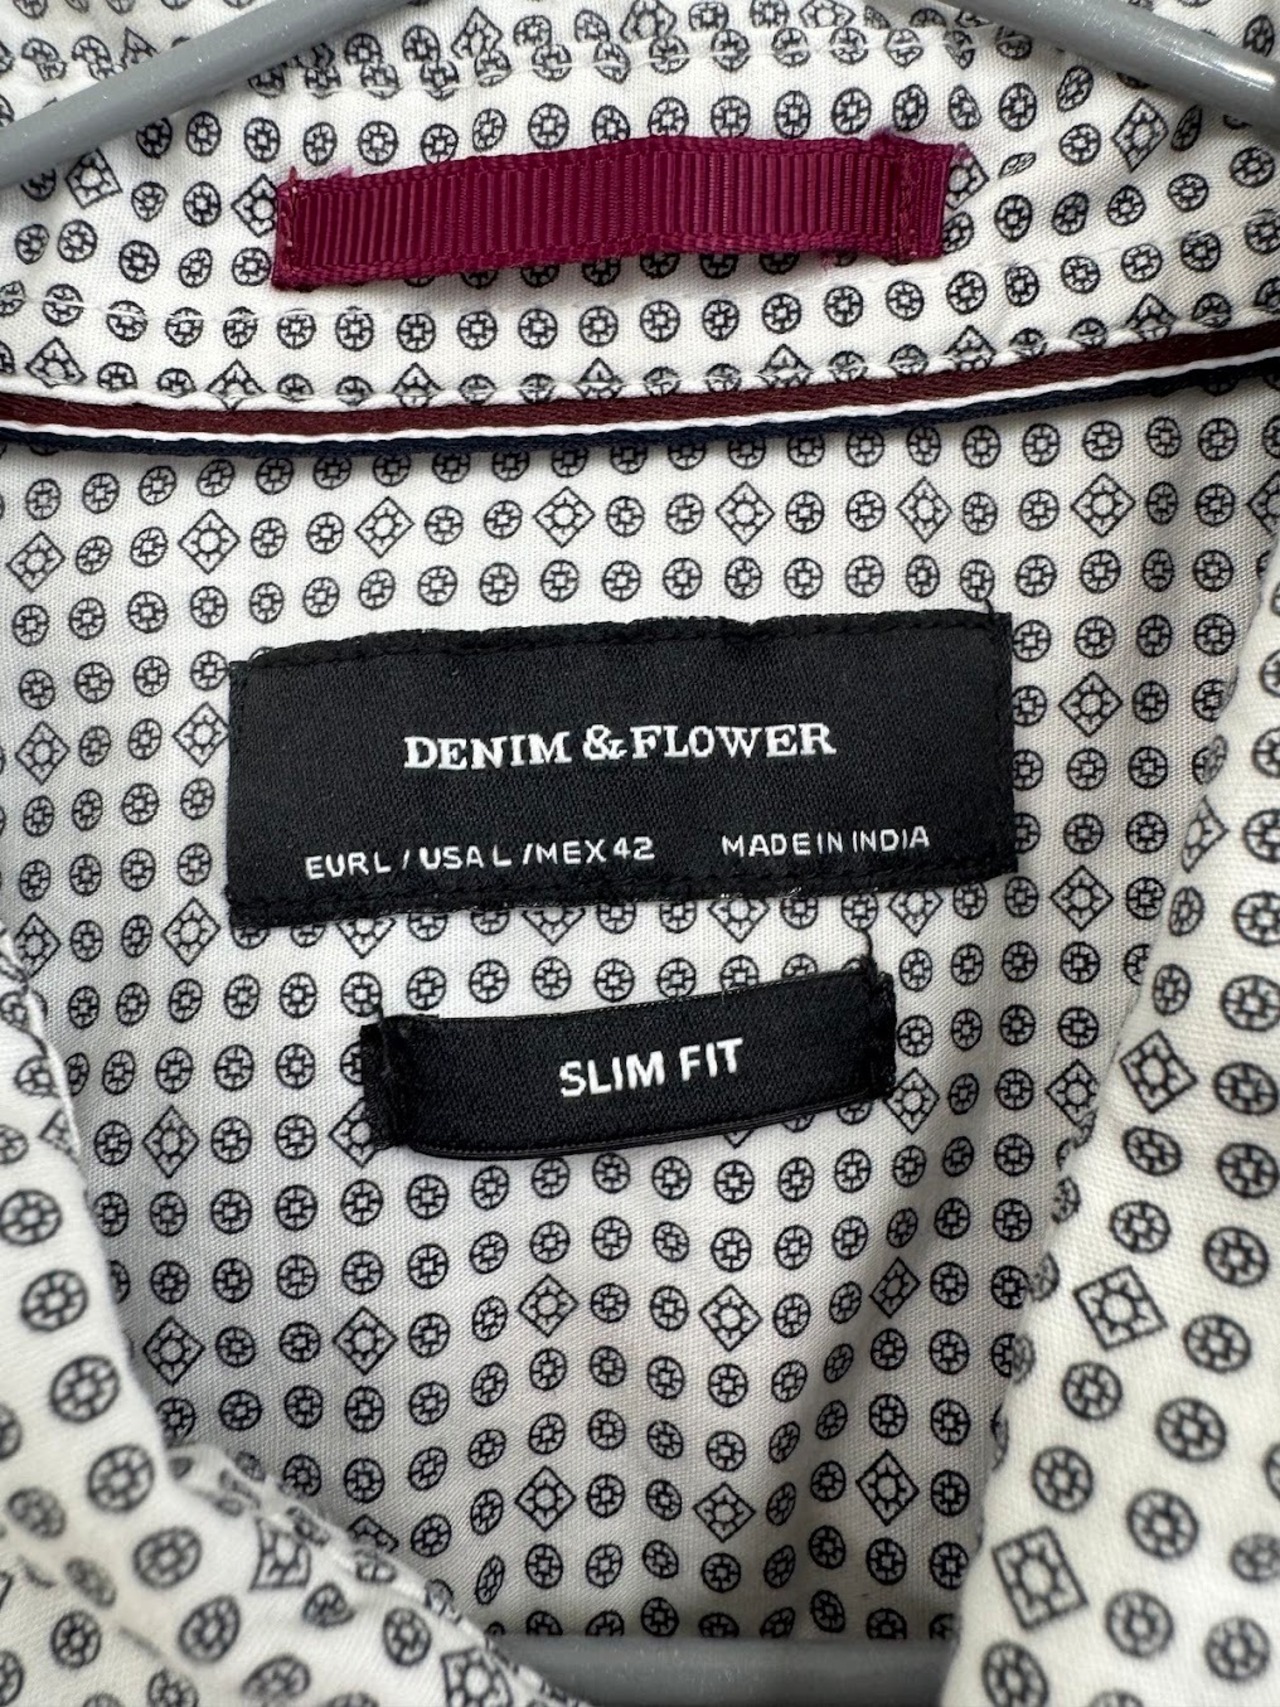 DENIM & FLOWER
EUR L / USA L / MEX 42 MADE IN INDIA
SLIM FIT